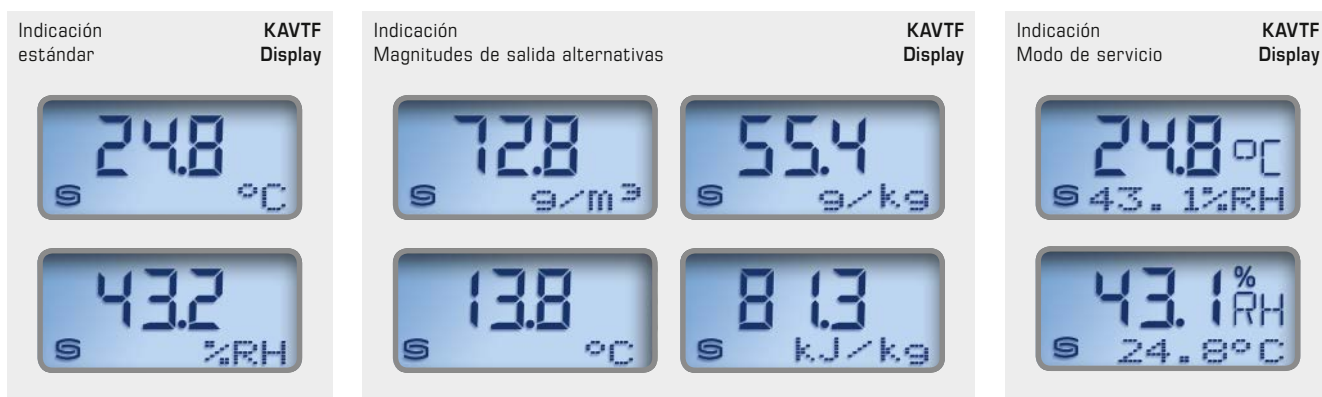 Indicación
estándar
KAVTF
Display
24.8
°C
43.2
%RH
Indicación
Magnitudes de salida alternativas
KAVTF
Display
72.8
g/m³
55.4
g/kg
13.8
°C
81.3
kJ/kg
Indicación
Modo de servicio
KAVTF
Display
24.8 °C
43.1%RH
43.1 % RH
24.8°C